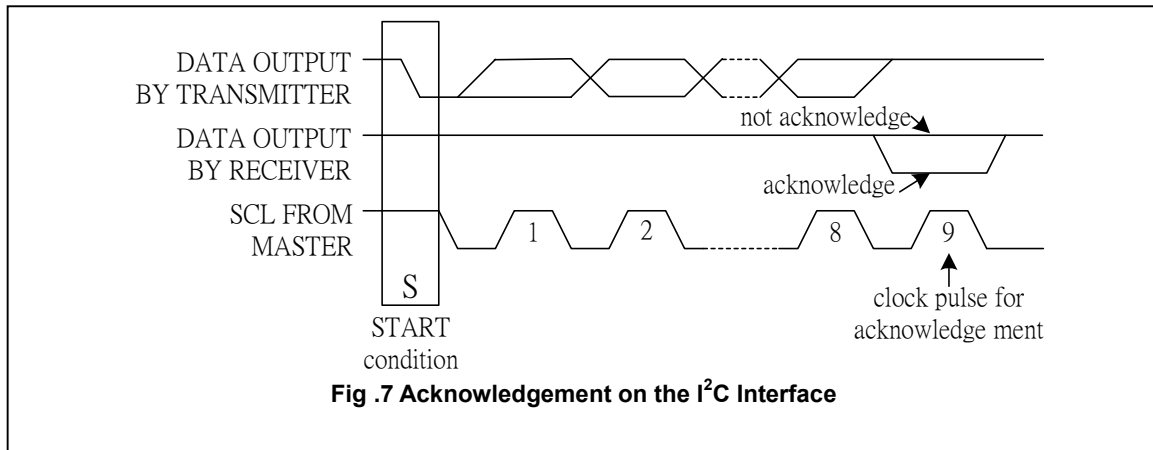 DATA OUTPUT
BY TRANSMITTER
not acknowledge
DATA OUTPUT
BY RECEIVER
acknowledge
SCL FROM
MASTER
1
2
8
9
S
START
condition
clock pulse for
acknowledge ment
Fig .7 Acknowledgement on the I²C Interface